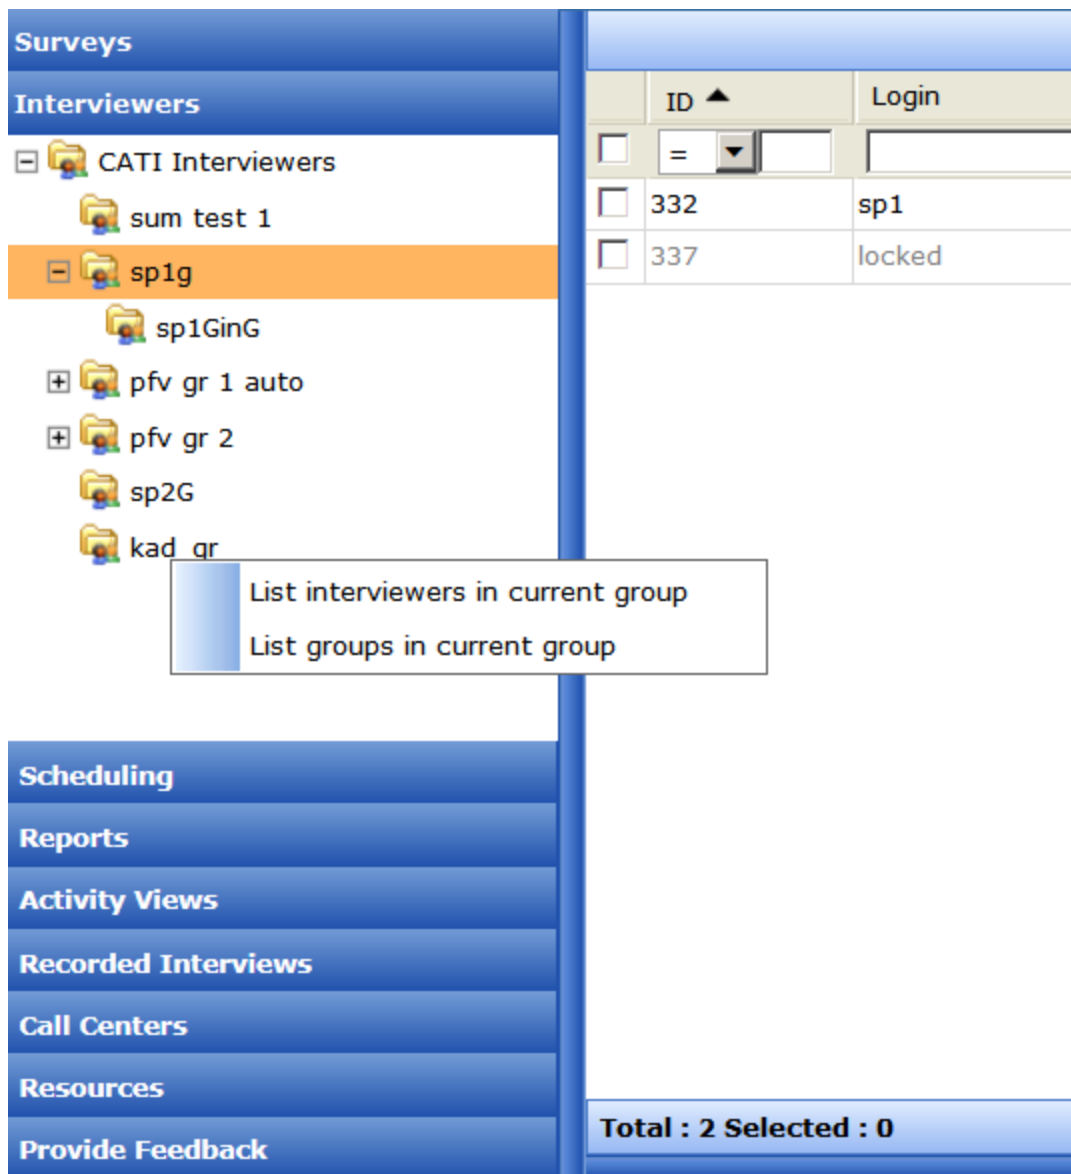 Surveys
Interviewers
CATI Interviewers
sum test 1
sp1g
sp1GinG
pfv gr 1 auto
pfv gr 2
sp2G
kad_gr
List interviewers in current group
List groups in current group
Scheduling
Reports
Activity Views
Recorded Interviews
Call Centers
Resources
Provide Feedback
ID Login
=
332 sp1
337 locked
Total : 2 Selected : 0